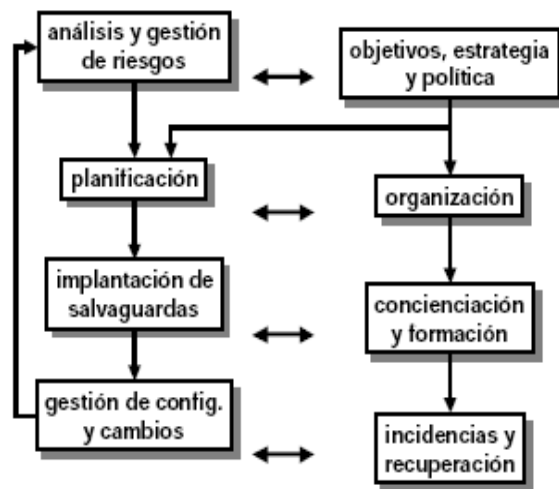 análisis y gestión
de riesgos
objetivos, estrategia
y política
planificación
organización
implantación de
salvaguardas
concienciación
y formación
gestión de config.
y cambios
incidencias y
recuperación